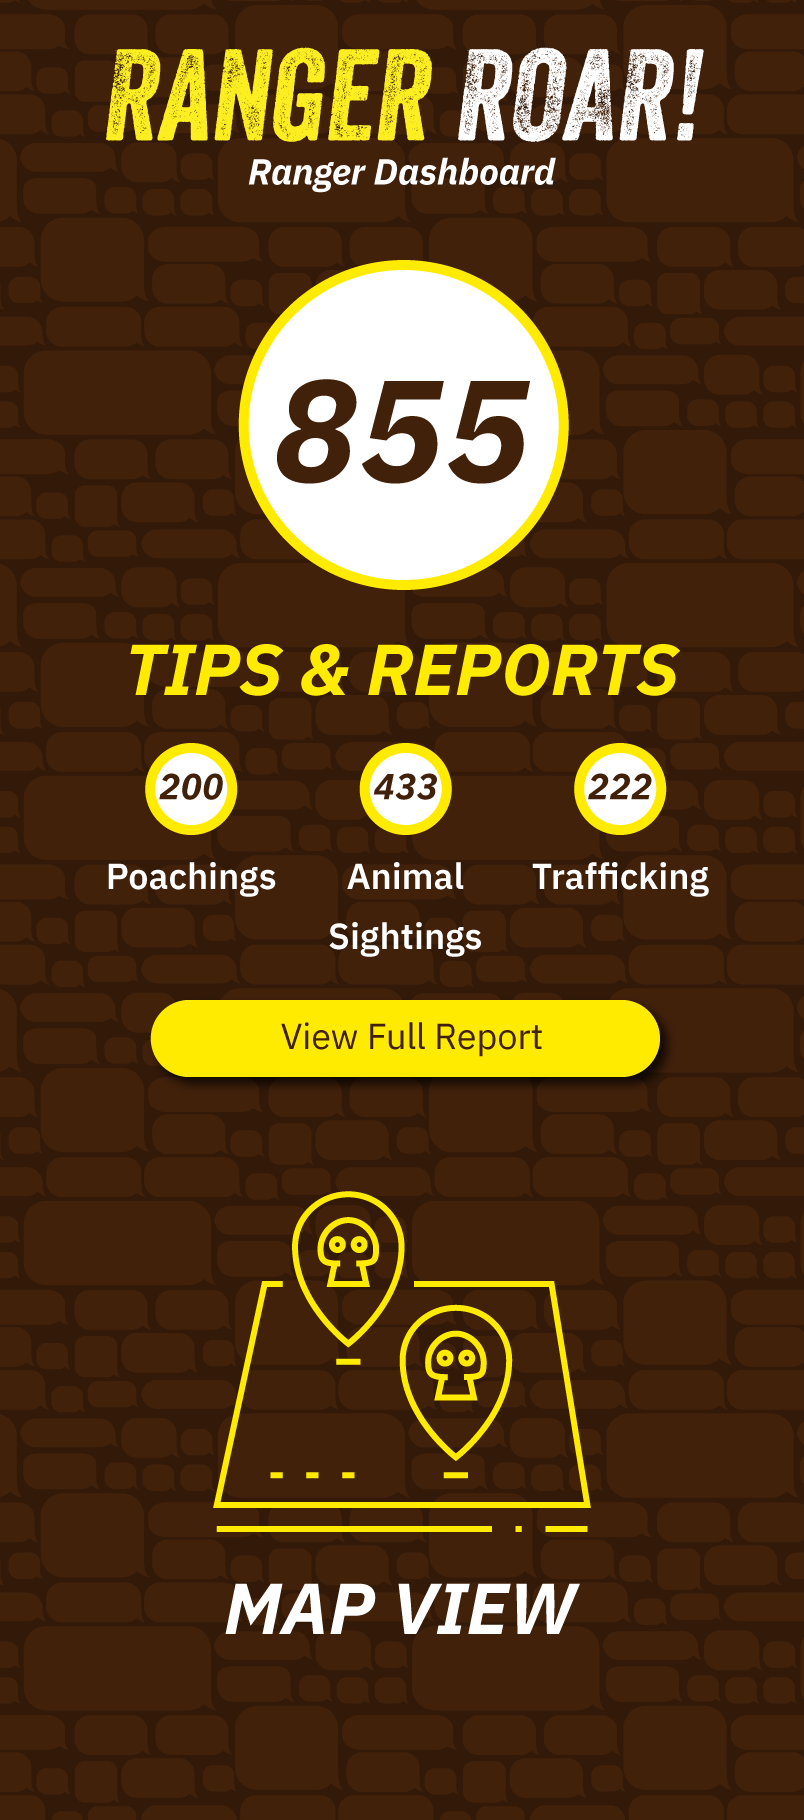 RANGER ROAR!
Ranger Dashboard
855
TIPS & REPORTS
200 433 222
Poachings Animal Trafficking
Sightings
View Full Report
MAP VIEW